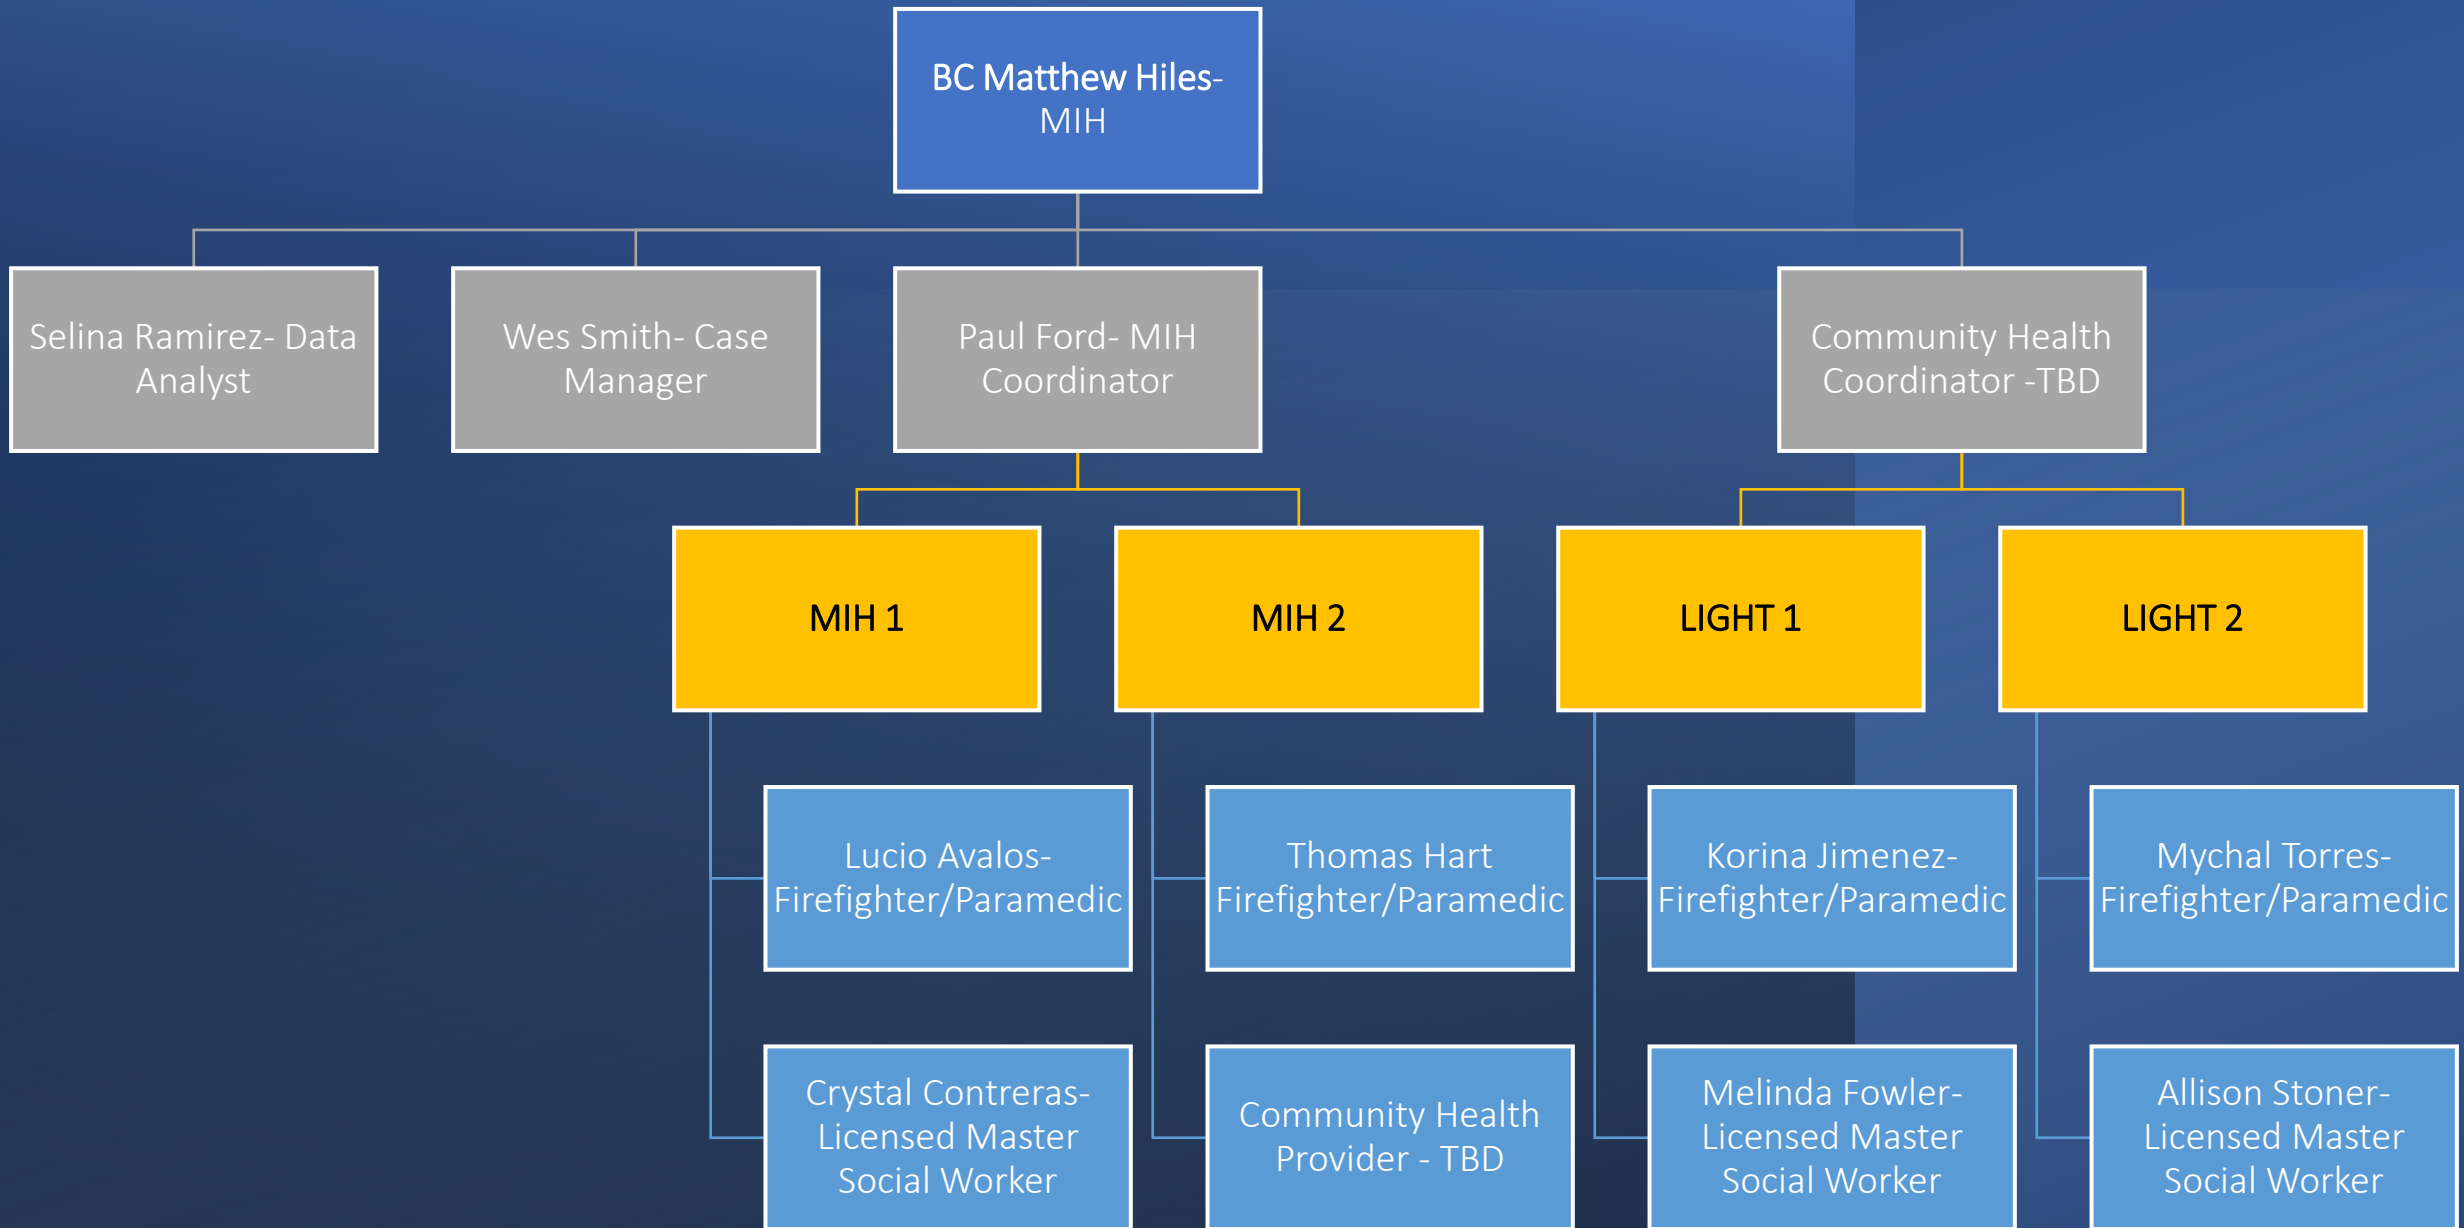 BC Matthew Hiles-
MIH
Selina Ramirez- Data
Analyst
Wes Smith- Case
Manager
Paul Ford- MIH
Coordinator
Community Health
Coordinator -TBD
MIH 1
MIH 2
LIGHT 1
LIGHT 2
Lucio Avalos-
Firefighter/Paramedic
Thomas Hart
Firefighter/Paramedic
Korina Jimenez-
Firefighter/Paramedic
Mychal Torres-
Firefighter/Paramedic
Crystal Contreras-
Licensed Master
Social Worker
Community Health
Provider - TBD
Melinda Fowler-
Licensed Master
Social Worker
Allison Stoner-
Licensed Master
Social Worker